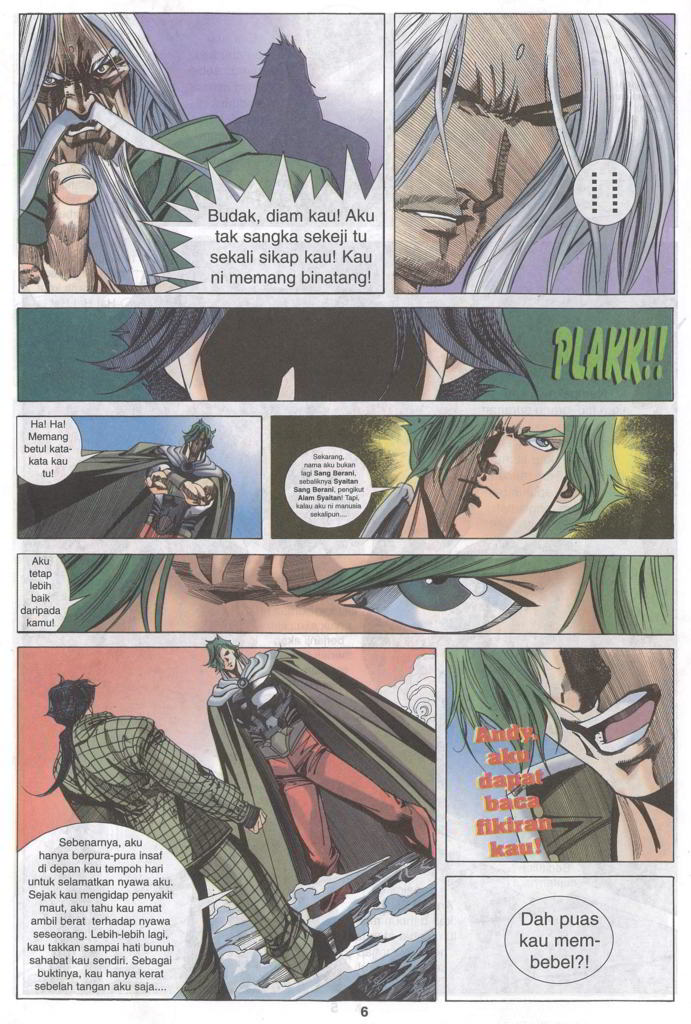 Budak, diam kau! Aku
tak sangka sekeji tu
sekali sikap kau! Kau
ni memang binatang!
PLAKK!!
Ha! Ha!
Memang
betul kata-
kata kau
tu!
Sekarang,
nama aku bukan
lagi Sang Berani,
sebaliknya Syaitan
Sang Berani, pengikut
Alam Syaitan! Tapi,
kalau aku ni manusia
sekalipun....
Aku
tetap
lebih
baik
daripada
kamu!
Sebenarnya, aku
hanya berpura-pura insaf
di depan kau tempoh hari
untuk selamatkan nyawa aku.
Sejak kau mengidap penyakit
maut, aku tahu kau amat
ambil berat terhadap nyawa
seseorang. Lebih-lebih lagi,
kau takkan sampai hati bunuh
sahabat kau sendiri. Sebagai
buktinya, kau hanya kerat
sebelah tangan aku saja....
Andy,
aku
dapat
baca
fikiran
kau!
Dah puas
kau mem-
bebel?!
6